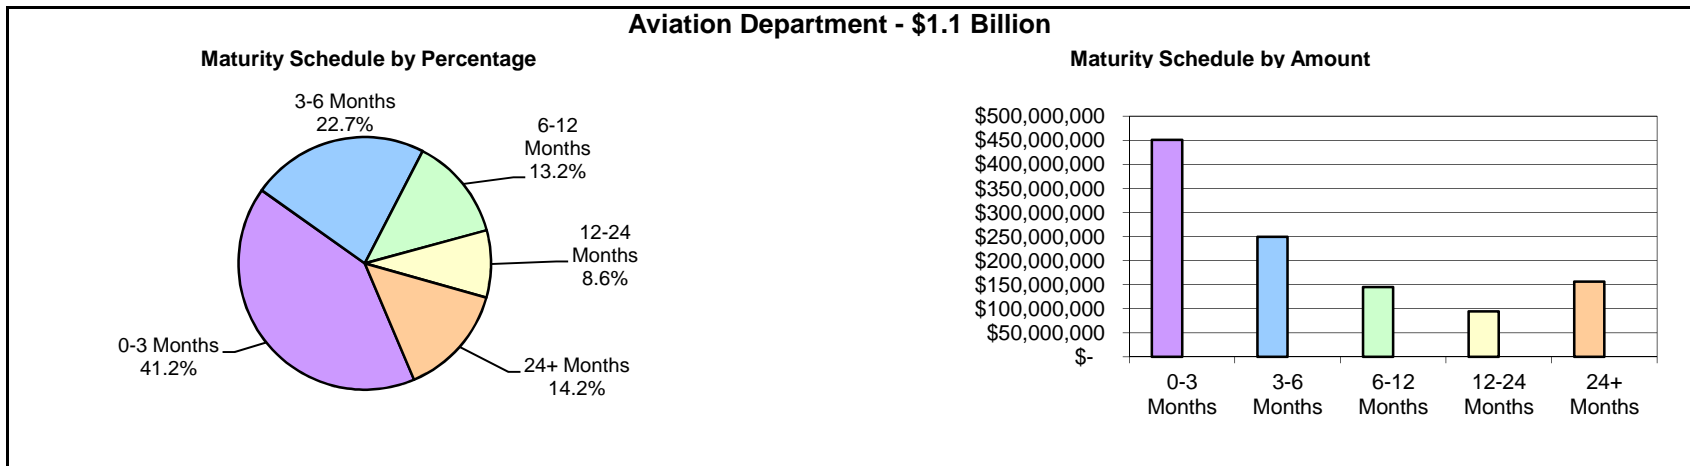 Aviation Department - $1.1 Billion
Maturity Schedule by Percentage
3-6 Months
22.7%
6-12
Months
13.2%
12-24
Months
8.6%
0-3 Months
41.2%
24+ Months
14.2%
Maturity Schedule by Amount
$500,000,000
$450,000,000
$400,000,000
$350,000,000
$300,000,000
$250,000,000
$200,000,000
$150,000,000
$100,000,000
$50,000,000
$-
0-3
Months
3-6
Months
6-12
Months
12-24
Months
24+
Months